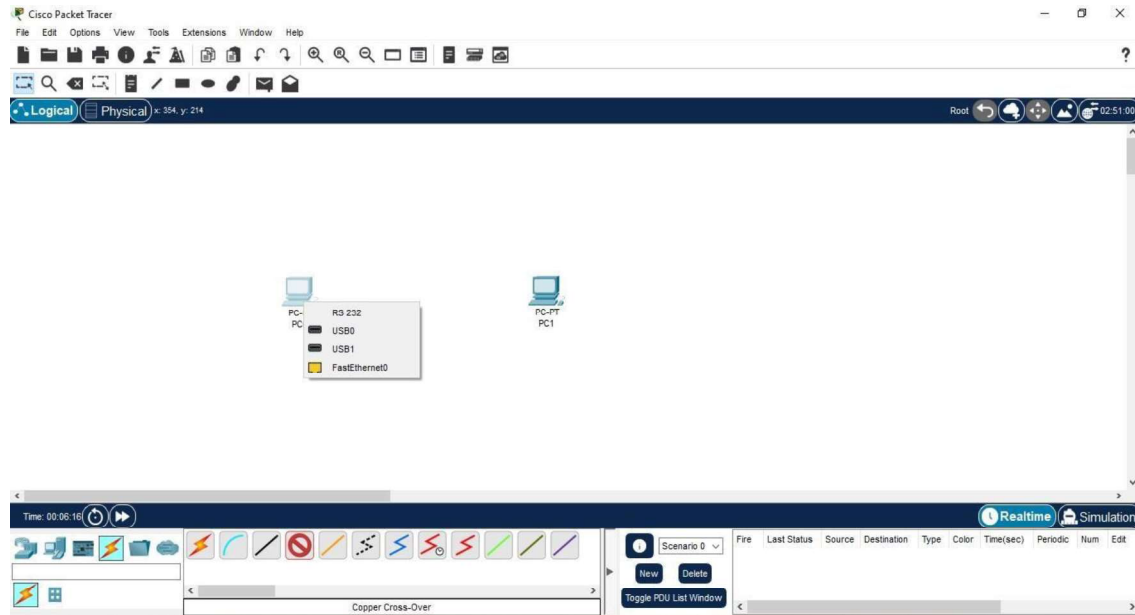 Cisco Packet Tracer
File Edit Options View Tools Extensions Window Help
?
Logical Physical x: 354, y: 214 Root 02:51:00
PC-PT
PC1
PC-
PC
RS 232
USB0
USB1
FastEthernet0
Time: 00:06:16 Realtime Simulation
Scenario 0
New Delete
Toggle PDU List Window
Fire Last Status Source Destination Type Color Time(sec) Periodic Num Edit
Copper Cross-Over